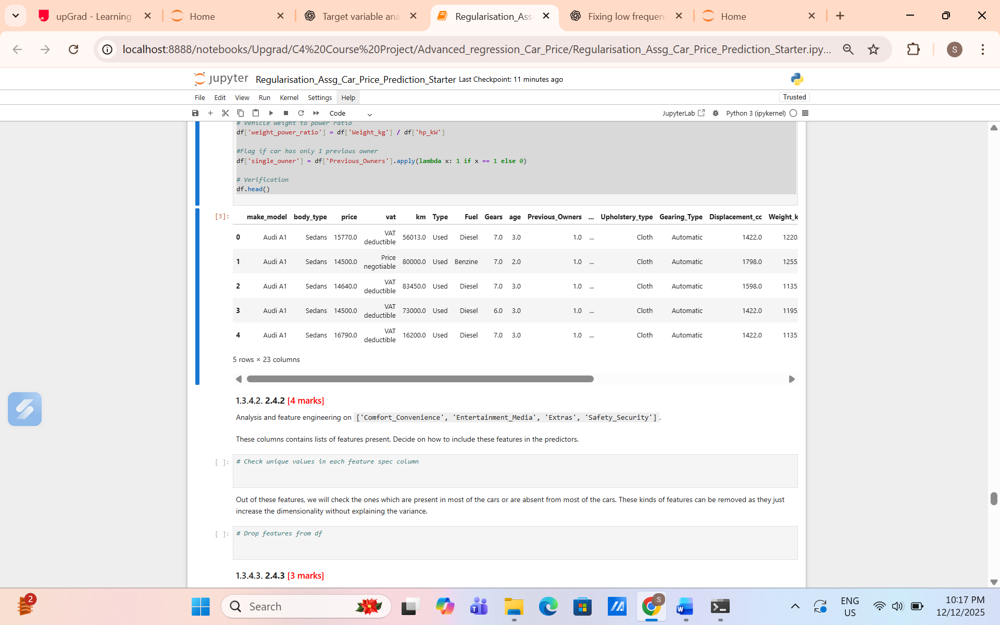 upGrad - Learning
Home
Target variable ana
Regularisation_Ass
Fixing low frequen
Home
localhost:8888/notebooks/Upgrad/C4%20Course%20Project/Advanced_regression_Car_Price/Regularisation_Assg_Car_Price_Prediction_Starter.ipy...
S
jupyter Regularisation_Assg_Car_Price_Prediction_Starter Last Checkpoint: 11 minutes ago
File Edit View Run Kernel Settings Help
Trusted
Code
JupyterLab
Python 3 (ipykernel)
# Vehicle weight to power ratio
df['weight_power_ratio'] = df['Weight_kg'] / df['hp_kW']
#Flag if car has only 1 previous owner
df['single_owner'] = df['Previous_Owners'].apply(lambda x: 1 if x == 1 else 0)
# Verification
df.head()
[3]:
make_model body_type price vat km Type Fuel Gears age Previous_Owners ... Upholstery_type Gearing_Type Displacement_cc Weight_k
0 Audi A1 Sedans 15770.0 VAT deductible 56013.0 Used Diesel 7.0 3.0 1.0 ... Cloth Automatic 1422.0 1220.
1 Audi A1 Sedans 14500.0 Price negotiable 80000.0 Used Benzine 7.0 2.0 1.0 ... Cloth Automatic 1798.0 1255.
2 Audi A1 Sedans 14640.0 VAT deductible 83450.0 Used Diesel 7.0 3.0 1.0 ... Cloth Automatic 1598.0 1135.
3 Audi A1 Sedans 14500.0 VAT deductible 73000.0 Used Diesel 6.0 3.0 1.0 ... Cloth Automatic 1422.0 1195.
4 Audi A1 Sedans 16790.0 VAT deductible 16200.0 Used Diesel 7.0 3.0 1.0 ... Cloth Automatic 1422.0 1135.
5 rows × 23 columns
1.3.4.2. 2.4.2 [4 marks]
Analysis and feature engineering on ['Comfort_Convenience', 'Entertainment_Media', 'Extras', 'Safety_Security'].
These columns contains lists of features present. Decide on how to include these features in the predictors.
[ ]: # Check unique values in each feature spec column
Out of these features, we will check the ones which are present in most of the cars or are absent from most of the cars. These kinds of features can be removed as they just
increase the dimensionality without explaining the variance.
[ ]: # Drop features from df
1.3.4.3. 2.4.3 [3 marks]
2
Search
S
ENG
US
10:17 PM
12/12/2025